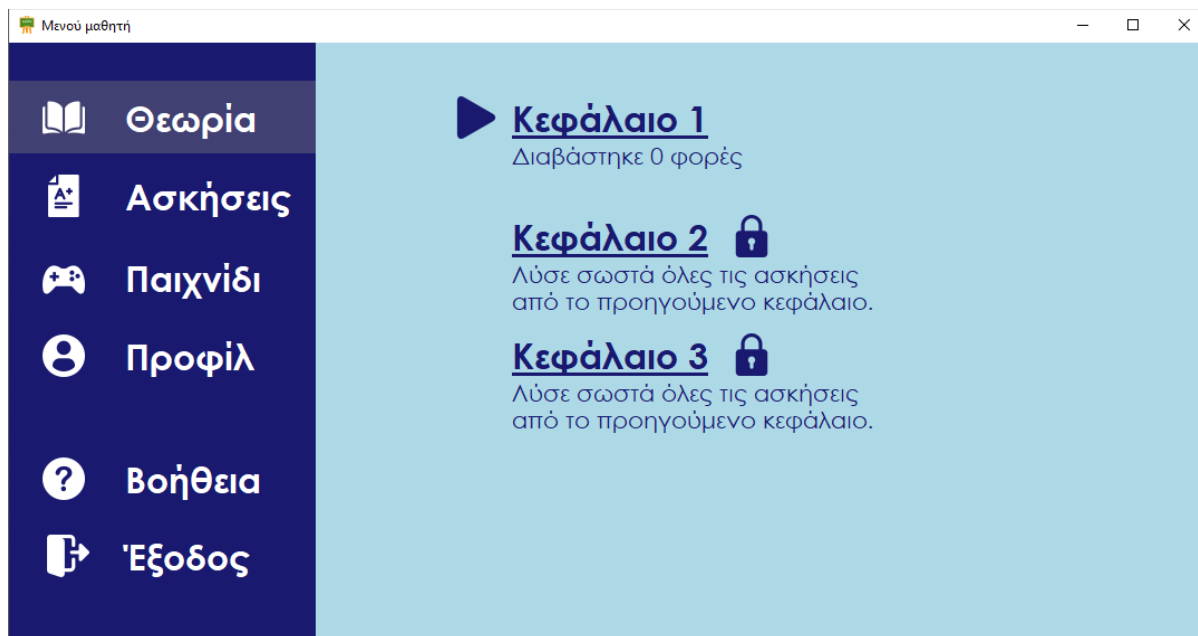 Μενού μαθητή
Θεωρία
Ασκήσεις
Παιχνίδι
Προφίλ
Βοήθεια
Έξοδος
Κεφάλαιο 1
Διαβάστηκε 0 φορές
Κεφάλαιο 2
Λύσε σωστά όλες τις ασκήσεις
από το προηγούμενο κεφάλαιο.
Κεφάλαιο 3
Λύσε σωστά όλες τις ασκήσεις
από το προηγούμενο κεφάλαιο.